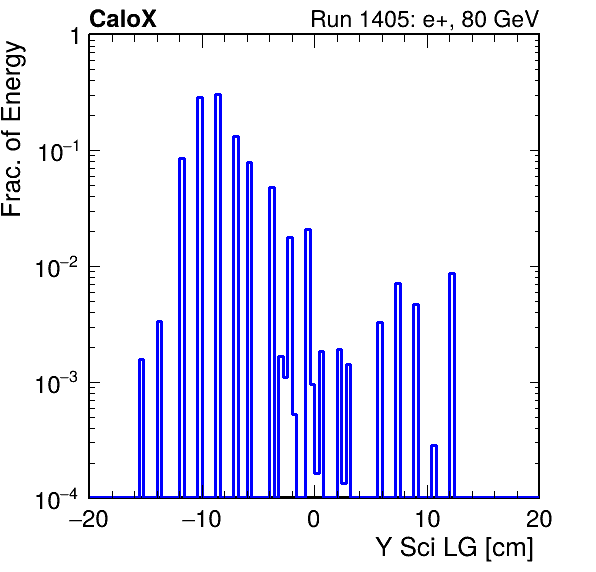 CaloX Run 1405: e+, 80 GeV
Frac. of Energy
1
10⁻¹
10⁻²
10⁻³
10⁻⁴
−20 −10 0 10 20
Y Sci LG [cm]